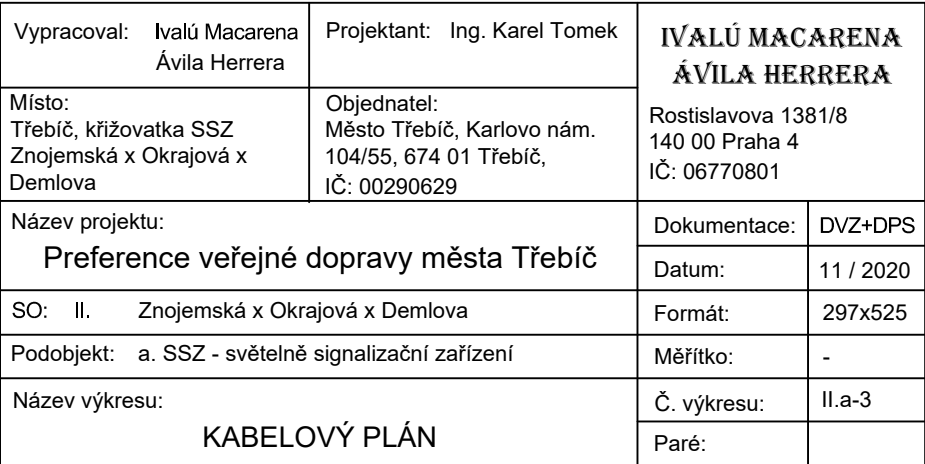 Vypracoval: Ivalú Macarena
Ávila Herrera
Projektant: Ing. Karel Tomek
IVALÚ MACARENA
ÁVILA HERRERA
Rostislavova 1381/8
140 00 Praha 4
IČ: 06770801
Místo:
Třebíč, křižovatka SSZ
Znojemská x Okrajová x
Demlova
Objednatel:
Město Třebíč, Karlovo nám.
104/55, 674 01 Třebíč,
IČ: 00290629
Název projektu:
Preference veřejné dopravy města Třebíč
Dokumentace: DVZ+DPS
Datum: 11 / 2020
SO: II. Znojemská x Okrajová x Demlova
Formát: 297x525
Podobjekt: a. SSZ - světelně signalizační zařízení
Měřítko: -
Název výkresu:
KABELOVÝ PLÁN
Č. výkresu: II.a-3
Paré: